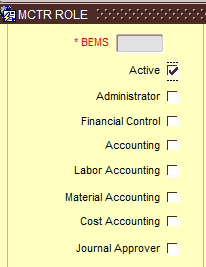 MCTR ROLE
* BEMS
Active
Administrator
Financial Control
Accounting
Labor Accounting
Material Accounting
Cost Accounting
Journal Approver